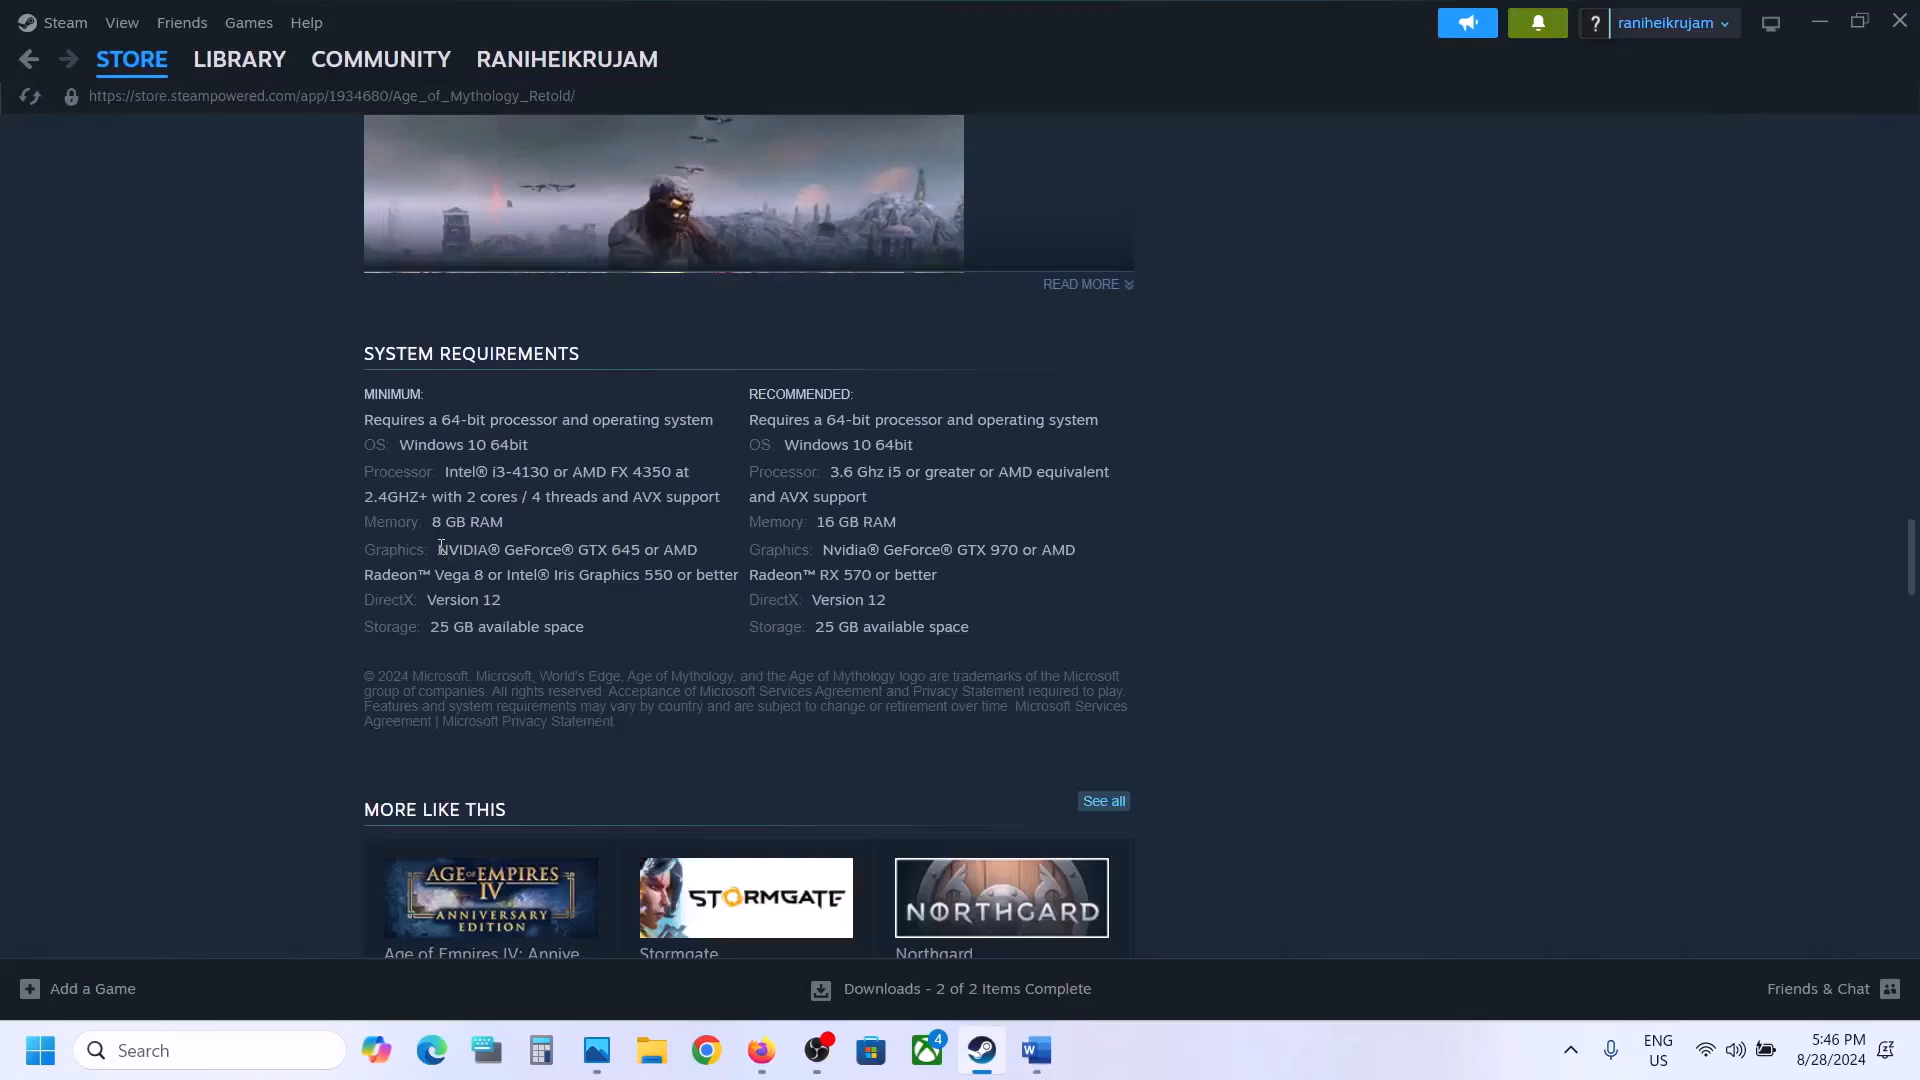 Steam View Friends Games Help
? raniheikrujam
STORE LIBRARY COMMUNITY RANIHEIKRUJAM
https://store.steampowered.com/app/1934680/Age_of_Mythology_Retold/
READ MORE
SYSTEM REQUIREMENTS
MINIMUM:
Requires a 64-bit processor and operating system
OS: Windows 10 64bit
Processor: Intel® i3-4130 or AMD FX 4350 at
2.4GHZ+ with 2 cores / 4 threads and AVX support
Memory: 8 GB RAM
Graphics: NVIDIA® GeForce® GTX 645 or AMD
Radeon™ Vega 8 or Intel® Iris Graphics 550 or better
DirectX: Version 12
Storage: 25 GB available space
RECOMMENDED:
Requires a 64-bit processor and operating system
OS: Windows 10 64bit
Processor: 3.6 Ghz i5 or greater or AMD equivalent
and AVX support
Memory: 16 GB RAM
Graphics: Nvidia® GeForce® GTX 970 or AMD
Radeon™ RX 570 or better
DirectX: Version 12
Storage: 25 GB available space
© 2024 Microsoft. Microsoft, World's Edge, Age of Mythology, and the Age of Mythology logo are trademarks of the Microsoft
group of companies. All rights reserved. Acceptance of Microsoft Services Agreement and Privacy Statement required to play.
Features and system requirements may vary by country and are subject to change or retirement over time. Microsoft Services
Agreement | Microsoft Privacy Statement
MORE LIKE THIS
See all
AGE OF EMPIRES
IV
ANNIVERSARY
EDITION
STORMGATE
NORTHGARD
Age of Empires IV: Annive
Stormgate
Northgard
Add a Game
Downloads - 2 of 2 Items Complete
Friends & Chat
Search
4
W
ENG
US
5:46 PM
8/28/2024